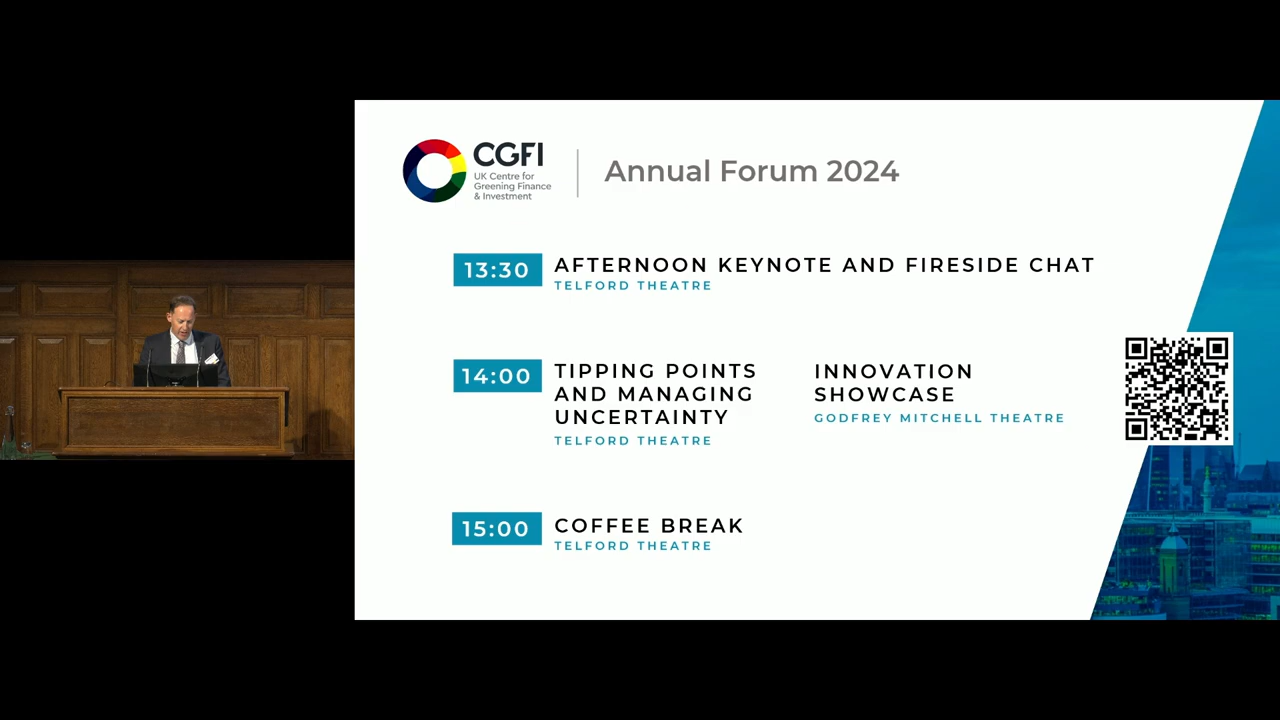 CGFI
UK Centre for
Greening Finance
& Investment
Annual Forum 2024
13:30
AFTERNOON KEYNOTE AND FIRESIDE CHAT
TELFORD THEATRE
14:00
TIPPING POINTS
AND MANAGING
UNCERTAINTY
TELFORD THEATRE
INNOVATION
SHOWCASE
GODFREY MITCHELL THEATRE
15:00
COFFEE BREAK
TELFORD THEATRE